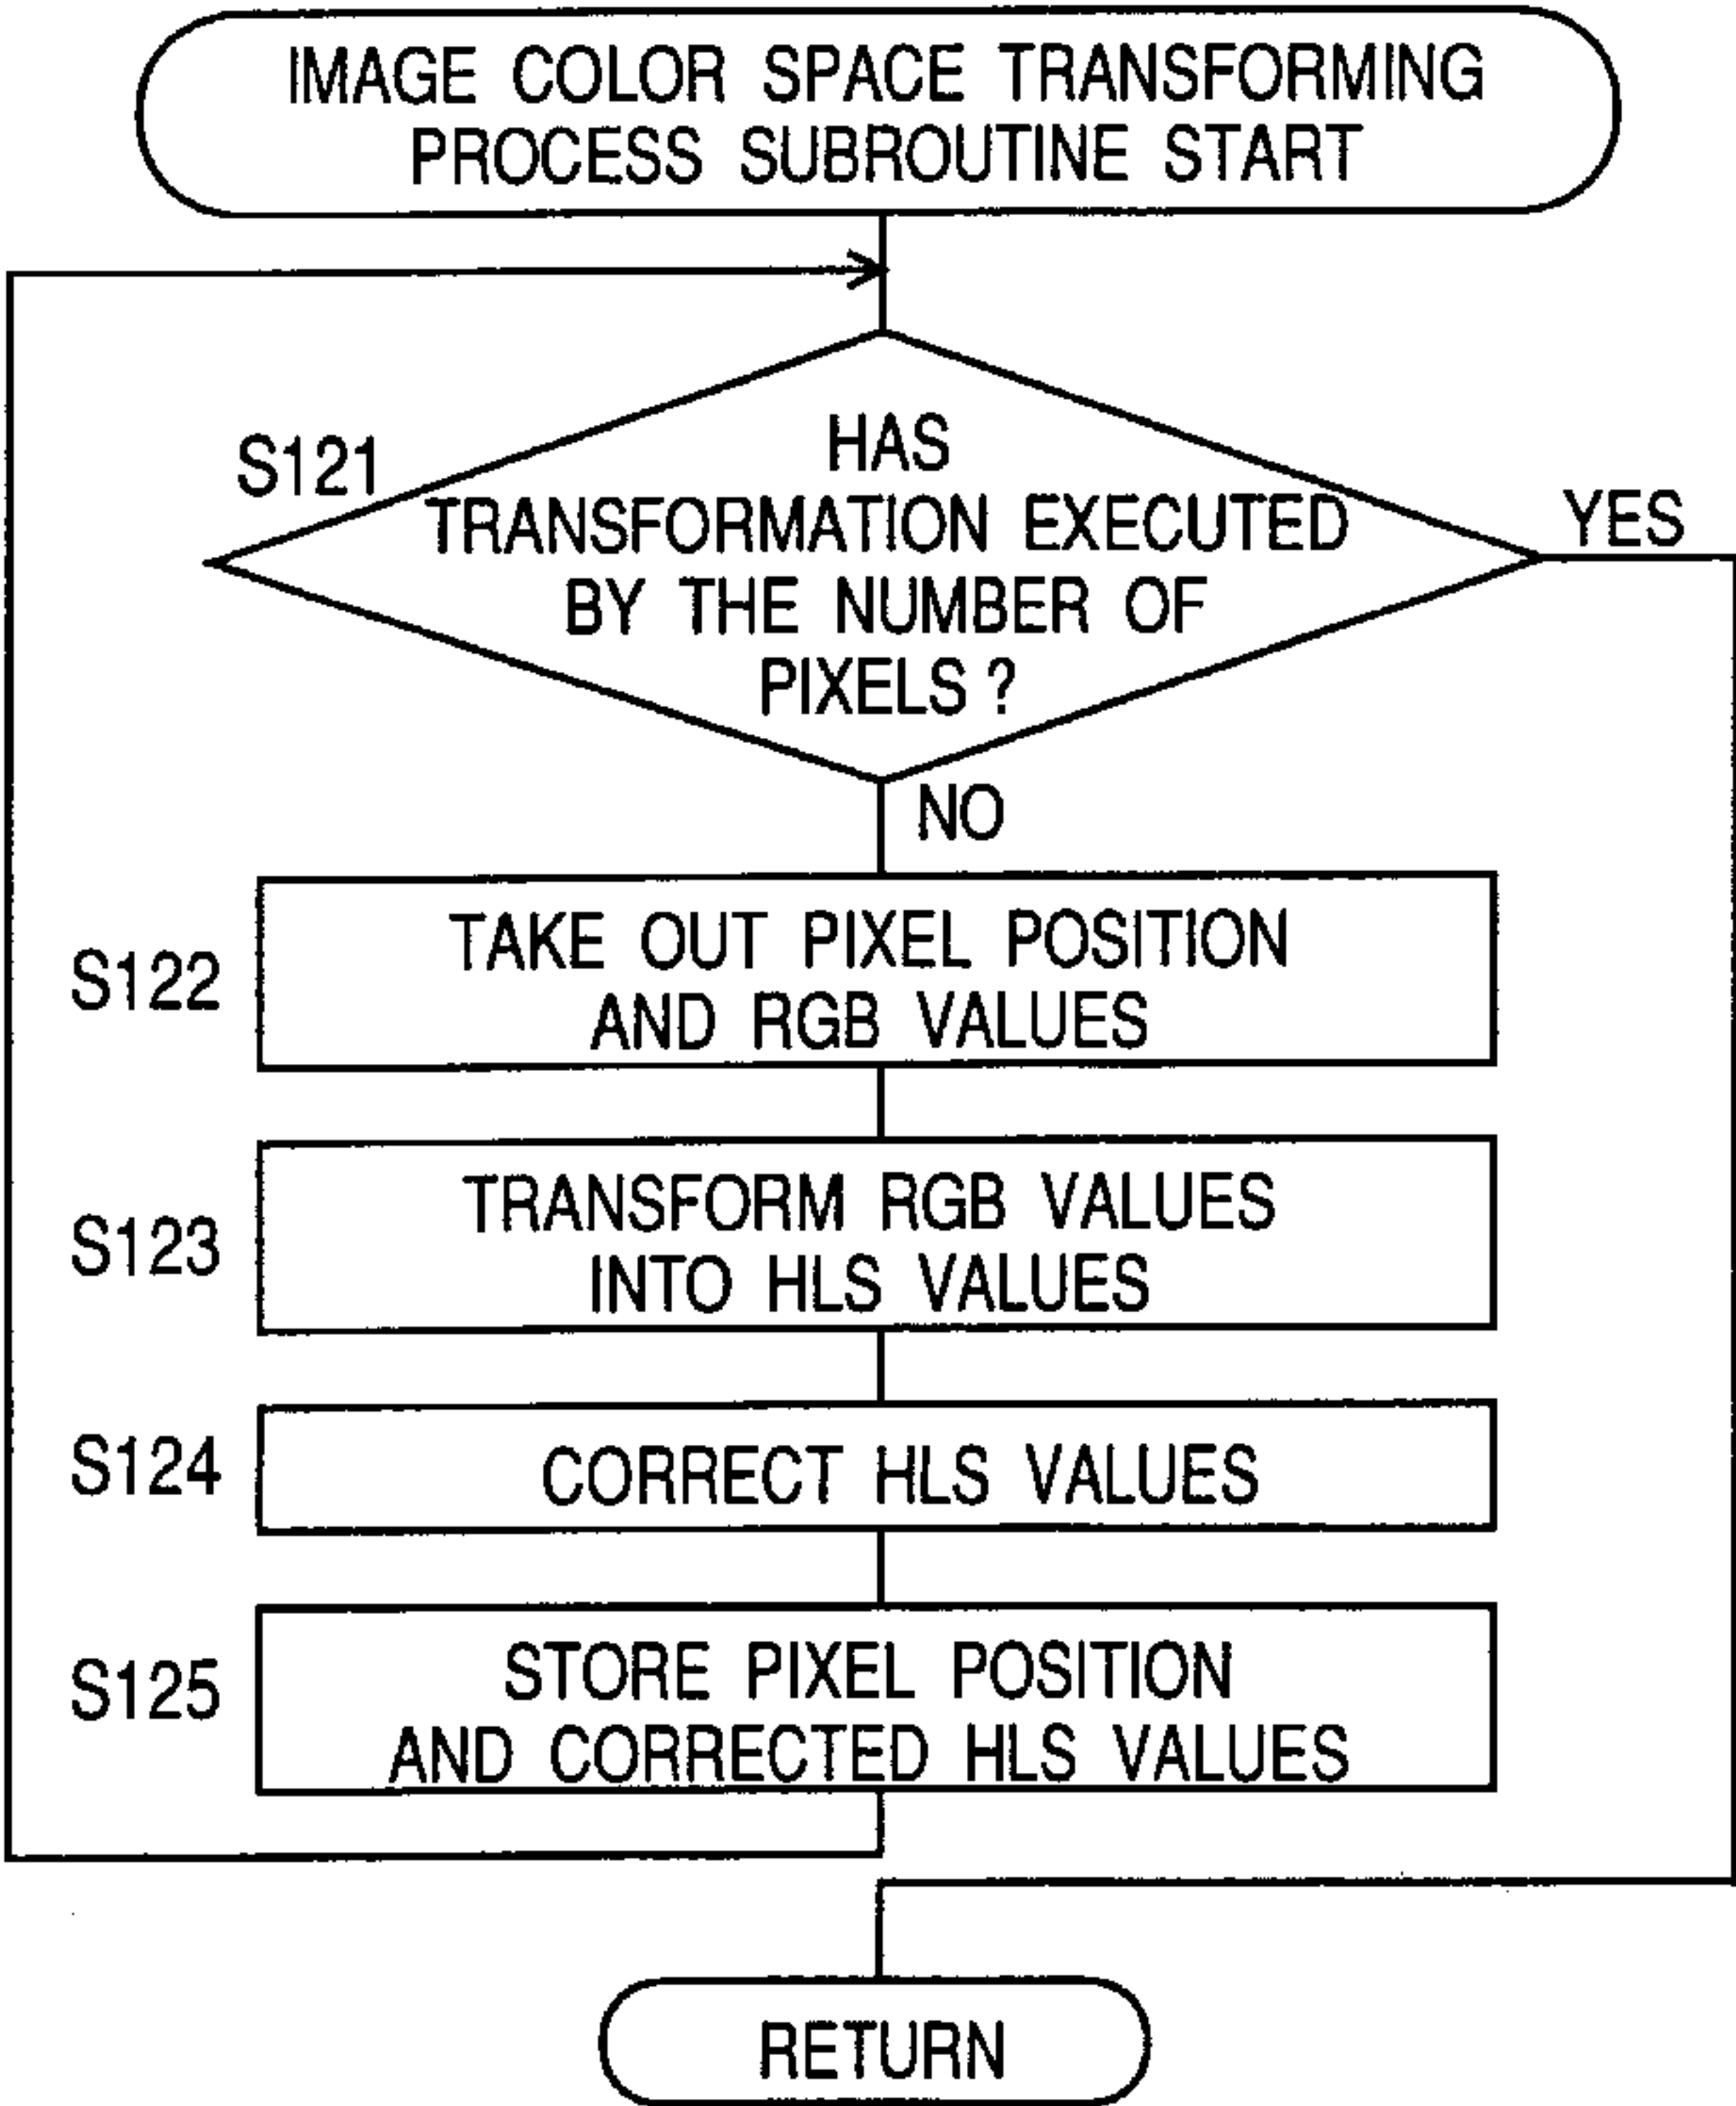 IMAGE COLOR SPACE TRANSFORMING
PROCESS SUBROUTINE START
S121
HAS
TRANSFORMATION EXECUTED
BY THE NUMBER OF
PIXELS ?
YES
NO
S122
TAKE OUT PIXEL POSITION
AND RGB VALUES
S123
TRANSFORM RGB VALUES
INTO HLS VALUES
S124
CORRECT HLS VALUES
S125
STORE PIXEL POSITION
AND CORRECTED HLS VALUES
RETURN